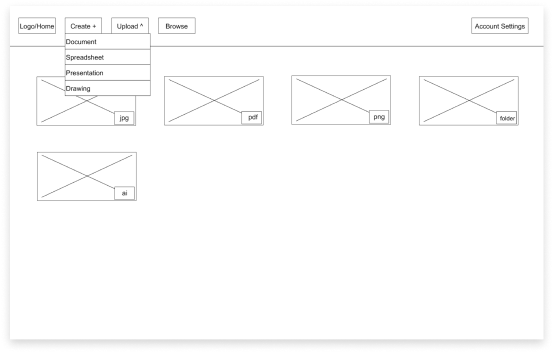 Logo/Home
Create +
Upload ^
Browse
Account Settings
Document
Spreadsheet
Presentation
Drawing
jpg
pdf
png
folder
ai